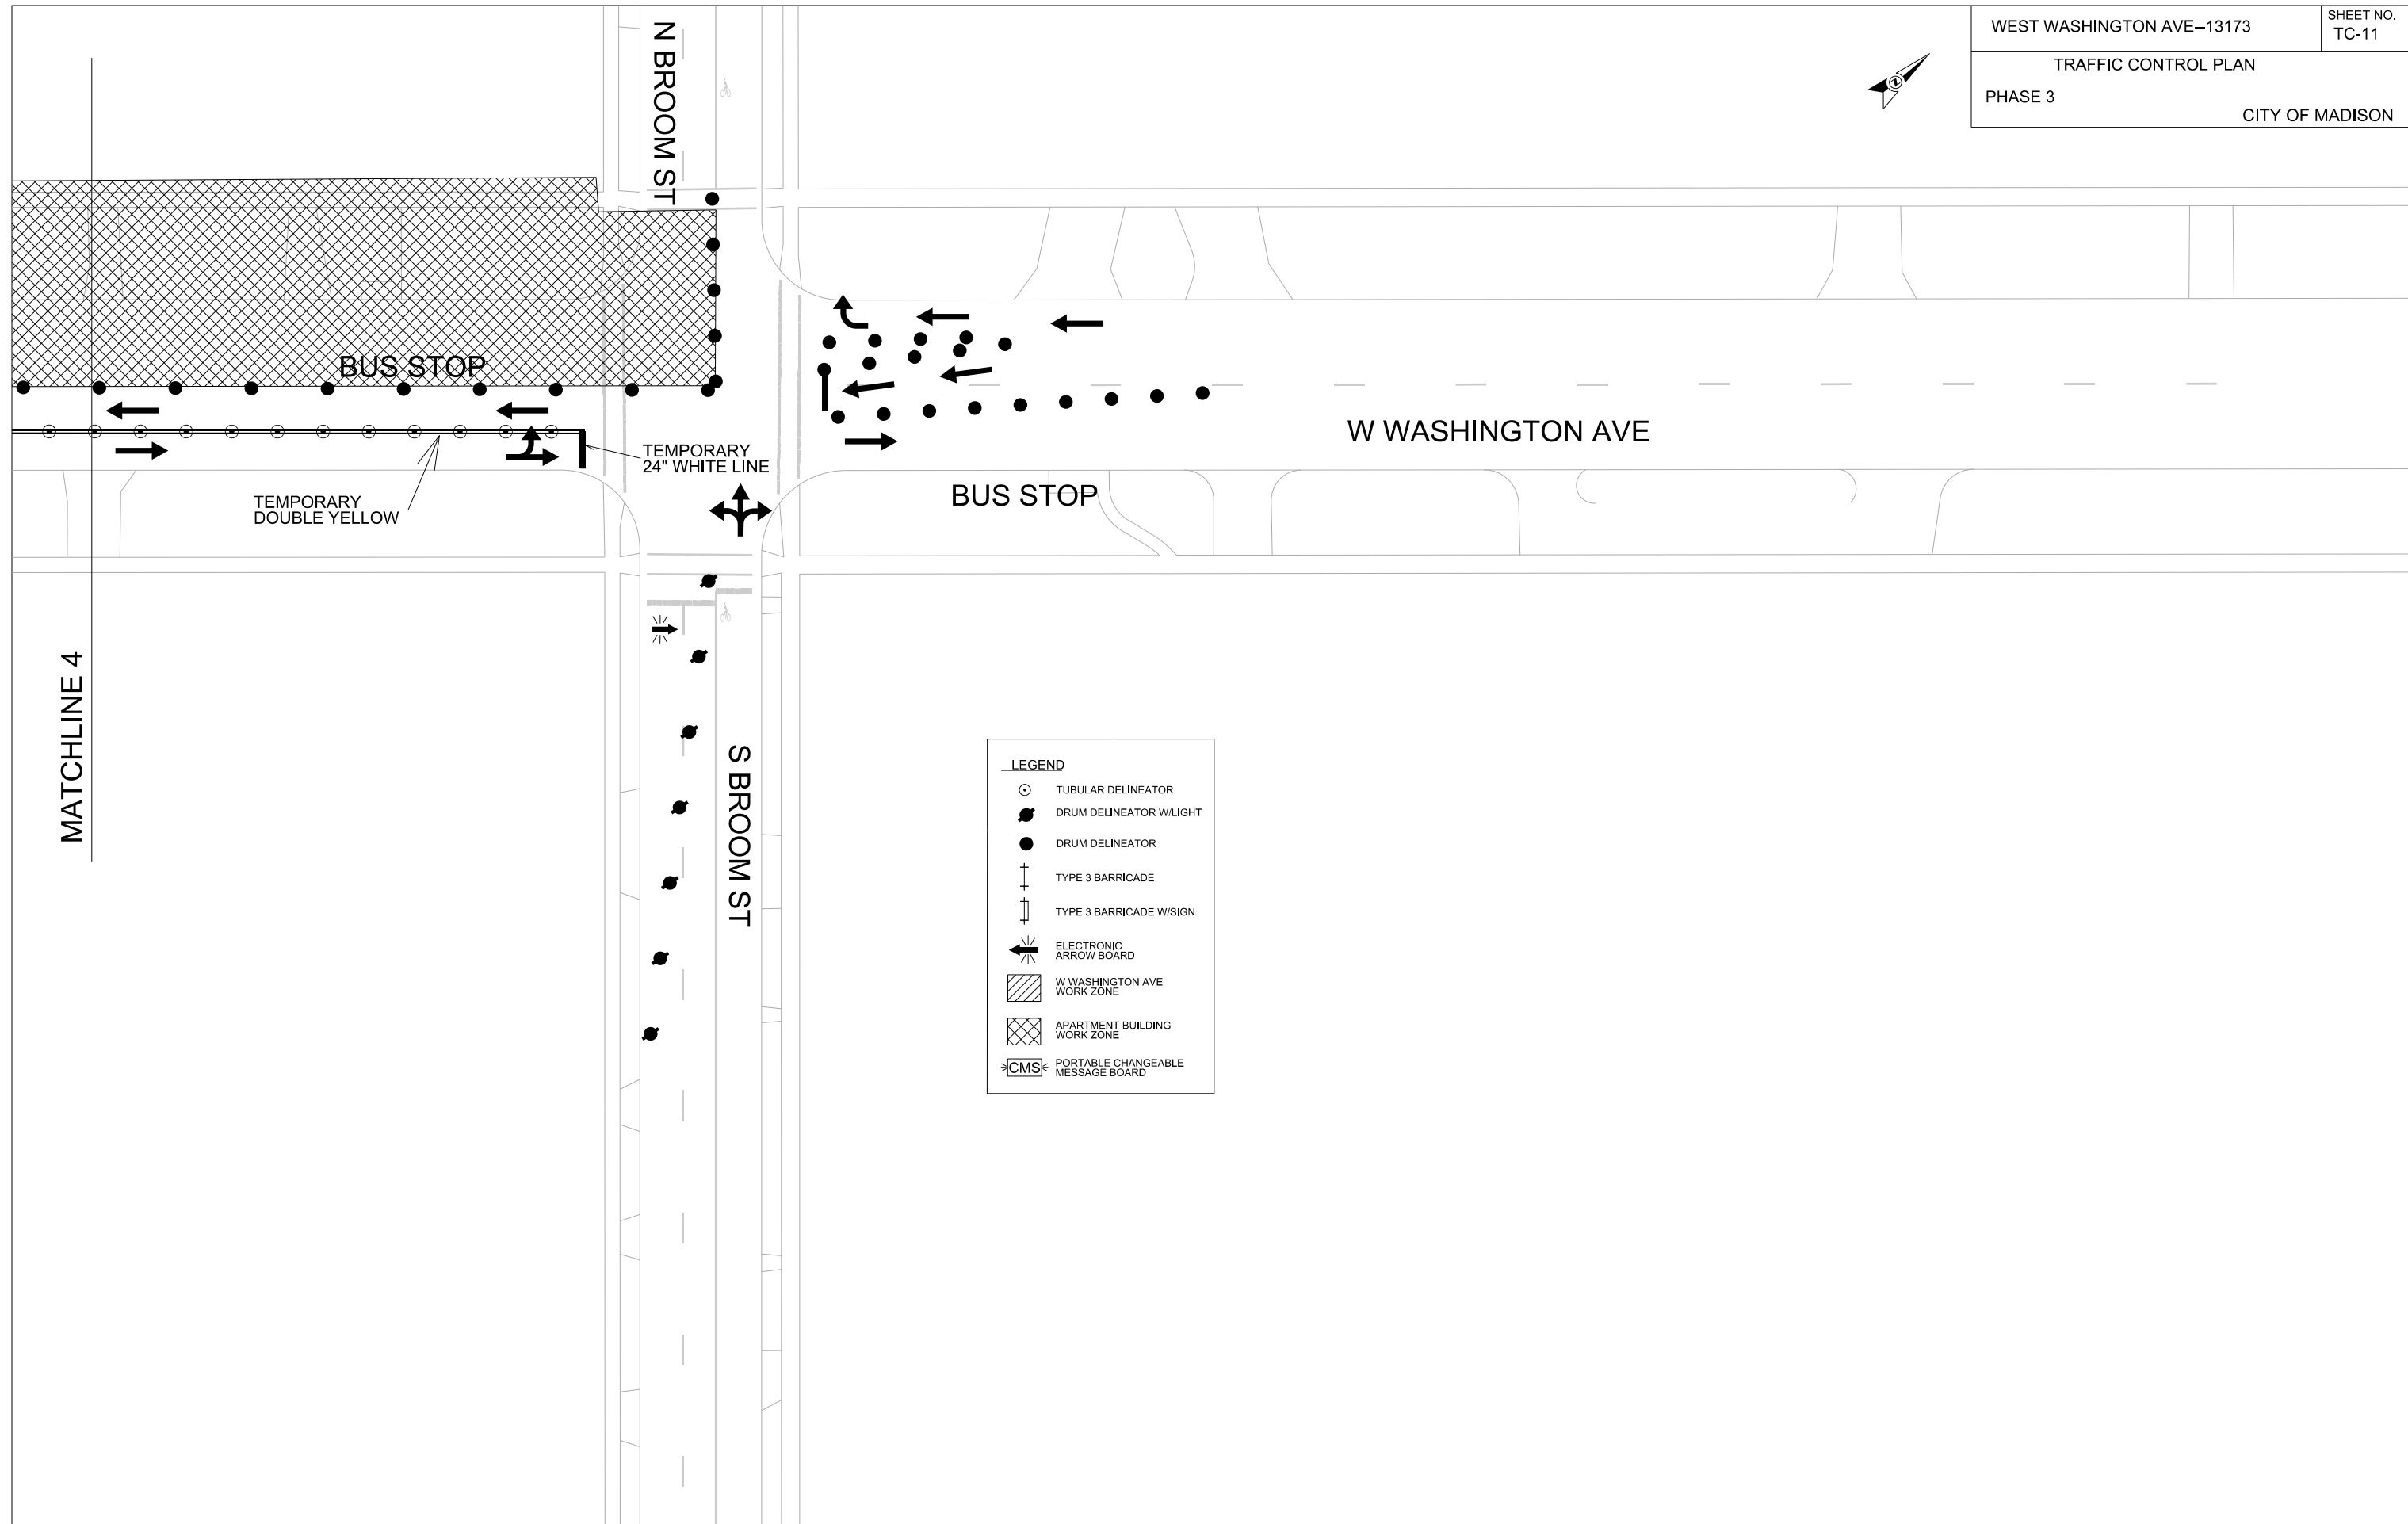 WEST WASHINGTON AVE--13173
SHEET NO.
TC-11
TRAFFIC CONTROL PLAN
PHASE 3
CITY OF MADISON
N BROOM ST
BUS STOP
W WASHINGTON AVE
TEMPORARY
24" WHITE LINE
BUS STOP
TEMPORARY
DOUBLE YELLOW
MATCHLINE 4
S BROOM ST
LEGEND
TUBULAR DELINEATOR
DRUM DELINEATOR W/LIGHT
DRUM DELINEATOR
TYPE 3 BARRICADE
TYPE 3 BARRICADE W/SIGN
ELECTRONIC
ARROW BOARD
W WASHINGTON AVE
WORK ZONE
APARTMENT BUILDING
WORK ZONE
CMS
PORTABLE CHANGEABLE
MESSAGE BOARD